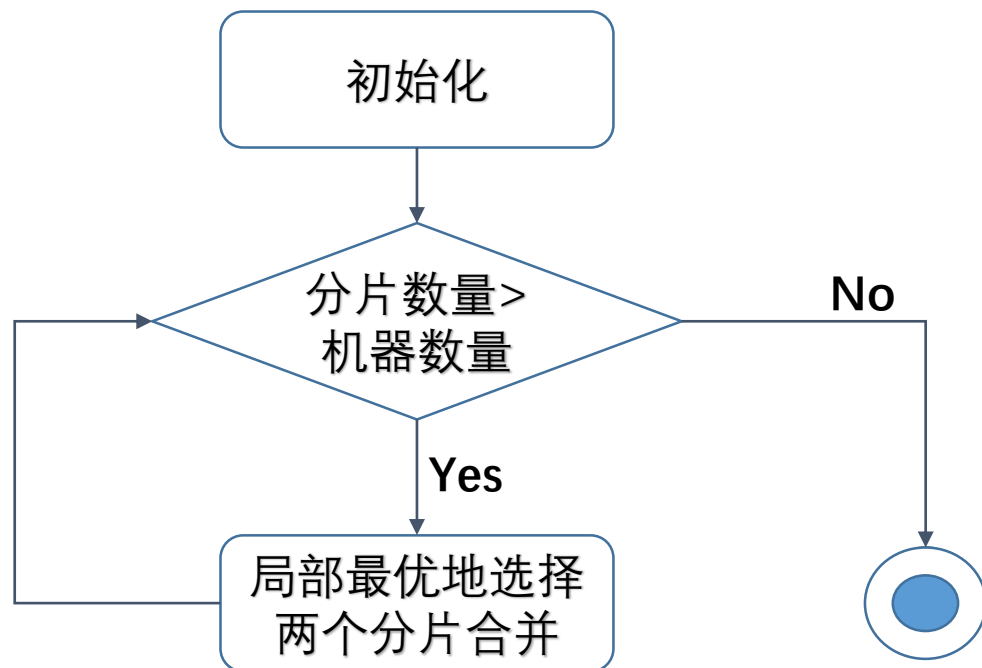 初始化
分片数量>
机器数量
No
Yes
局部最优地选择
两个分片合并